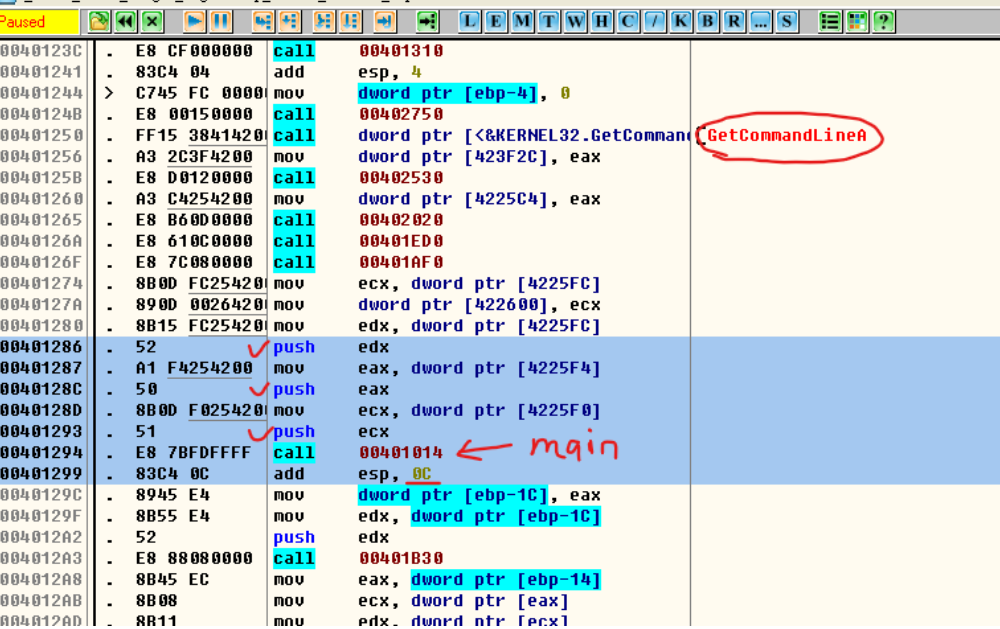 Paused L E M T W H C / K B R ... S ?
0040123C . E8 CF000000 call 00401310
00401241 . 83C4 04 add esp, 4
00401244 > C745 FC 0000 mov dword ptr [ebp-4], 0
0040124B . E8 00150000 call 00402750
00401250 . FF15 38414200 call dword ptr [<&KERNEL32.GetComman GetCommandLineA
00401256 . A3 2C3F4200 mov dword ptr [423F2C], eax
0040125B . E8 D0120000 call 00402530
00401260 . A3 C4254200 mov dword ptr [4225C4], eax
00401265 . E8 B60D0000 call 00402020
0040126A . E8 610C0000 call 00401ED0
0040126F . E8 7C080000 call 00401AF0
00401274 . 8B0D FC254200 mov ecx, dword ptr [4225FC]
0040127A . 890D 00264200 mov dword ptr [422600], ecx
00401280 . 8B15 FC254200 mov edx, dword ptr [4225FC]
00401286 . 52 push edx
00401287 . A1 F4254200 mov eax, dword ptr [4225F4]
0040128C . 50 push eax
0040128D . 8B0D F0254200 mov ecx, dword ptr [4225F0]
00401293 . 51 push ecx
00401294 . E8 7BFDFFFF call 00401014 ← main
00401299 . 83C4 0C add esp, 0C
0040129C . 8945 E4 mov dword ptr [ebp-1C], eax
0040129F . 8B55 E4 mov edx, dword ptr [ebp-1C]
004012A2 . 52 push edx
004012A3 . E8 88080000 call 00401B30
004012A8 . 8B45 EC mov eax, dword ptr [ebp-14]
004012AB . 8B08 mov ecx, dword ptr [eax]
004012AD . 8B11 mov edx, dword ptr [ecx]